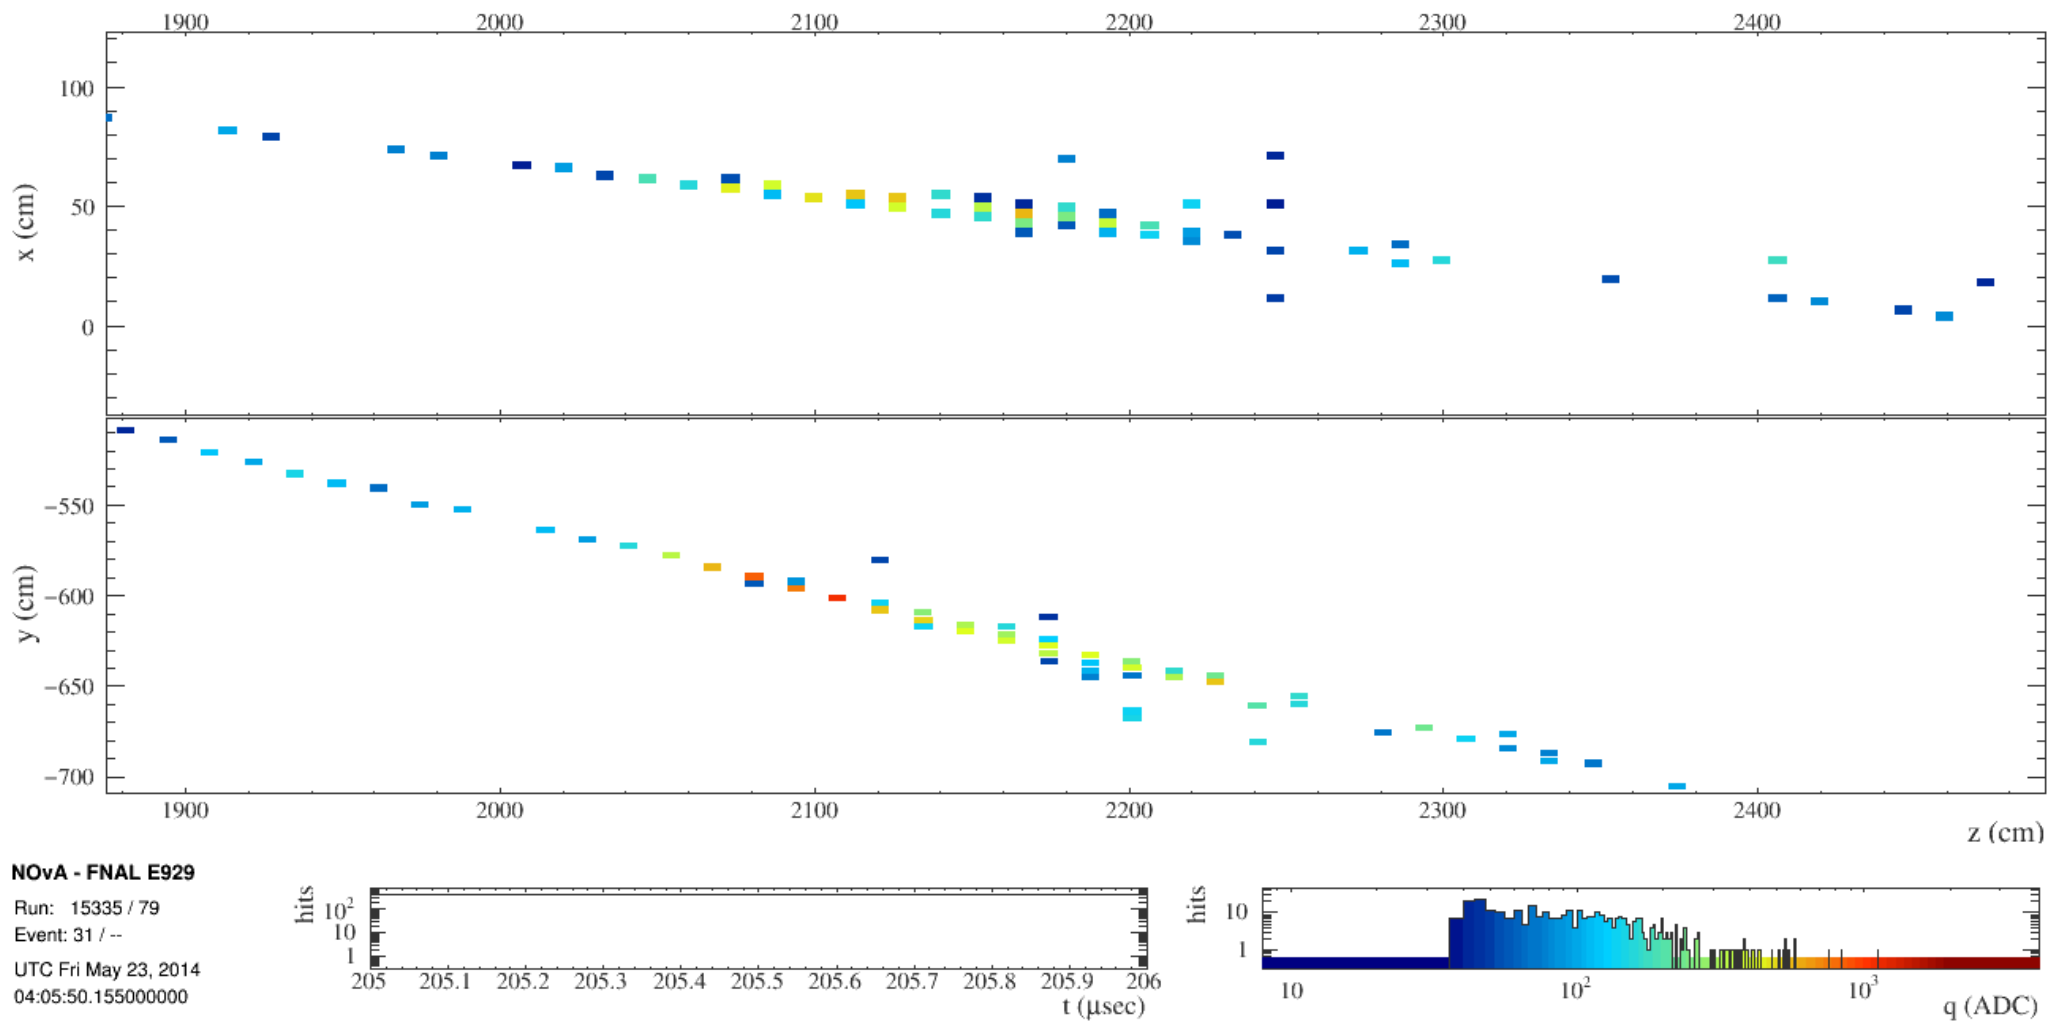 1900 2000 2100 2200 2300 2400
100
50
0
x (cm)
−550
−600
−650
−700
y (cm)
1900 2000 2100 2200 2300 2400
z (cm)
NOvA - FNAL E929
Run: 15335 / 79
Event: 31 / --
UTC Fri May 23, 2014
04:05:50.155000000
hits
10²
10
1
205 205.1 205.2 205.3 205.4 205.5 205.6 205.7 205.8 205.9 206
t (μsec)
hits
10
1
10 10² 10³
q (ADC)